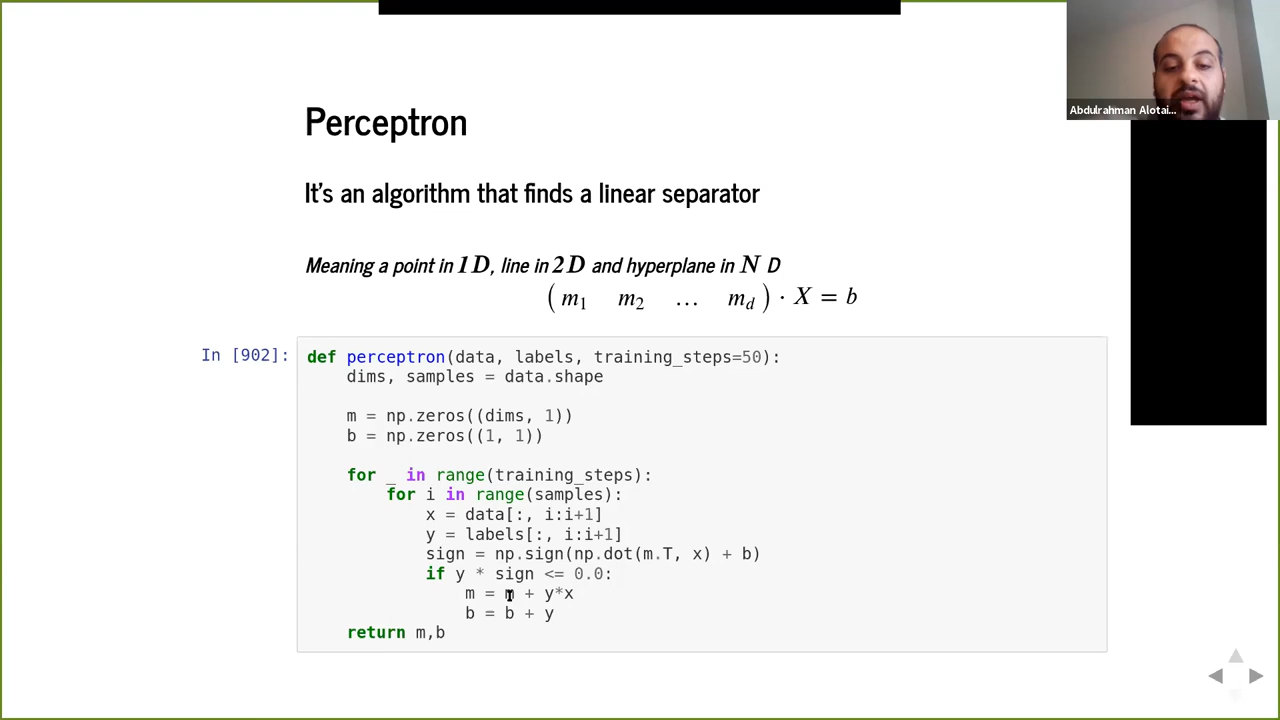 Abdulrahman Alotai...
Perceptron
It's an algorithm that finds a linear separator
Meaning a point in 1D, line in 2D and hyperplane in N D
( m1 m2 … md ) · X = b
In [902]:
def perceptron(data, labels, training_steps=50):
    dims, samples = data.shape
    m = np.zeros((dims, 1))
    b = np.zeros((1, 1))
    for _ in range(training_steps):
        for i in range(samples):
            x = data[:, i:i+1]
            y = labels[:, i:i+1]
            sign = np.sign(np.dot(m.T, x) + b)
            if y * sign <= 0.0:
                m = m + y*x
                b = b + y
    return m,b